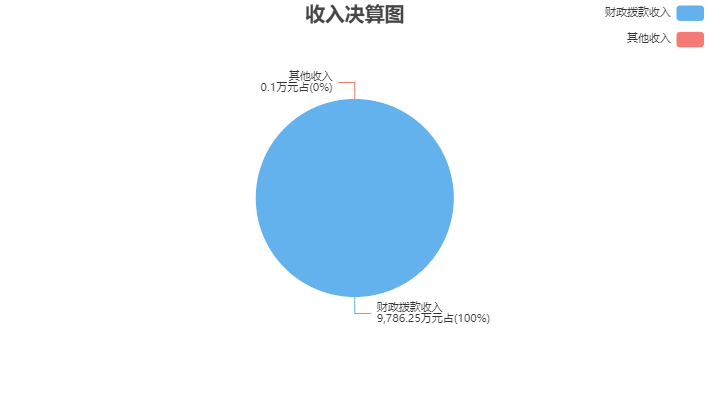 收入决算图
财政拨款收入
其他收入
其他收入
0.1万元占(0%)
财政拨款收入
9,786.25万元占(100%)